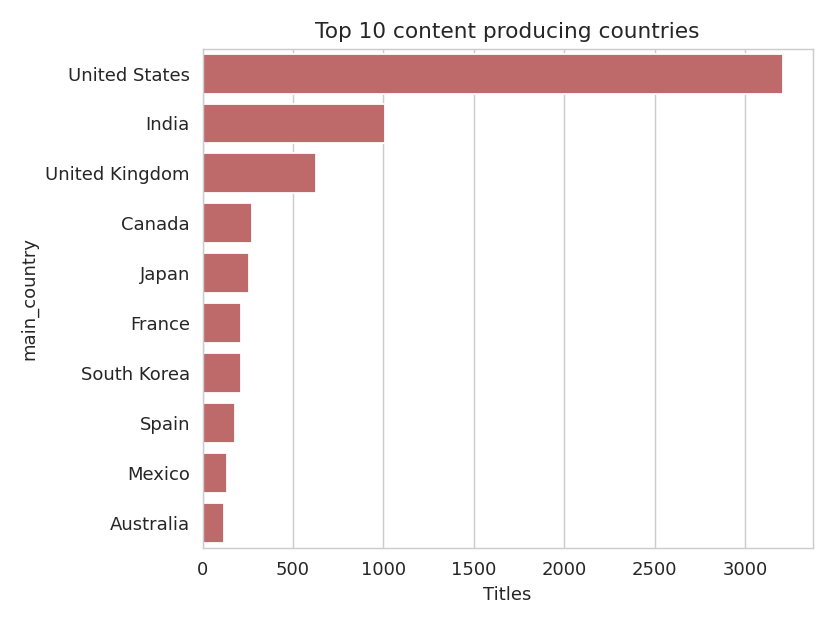 Top 10 content producing countries
United States
India
United Kingdom
Canada
Japan
France
South Korea
Spain
Mexico
Australia
main_country
0 500 1000 1500 2000 2500 3000
Titles